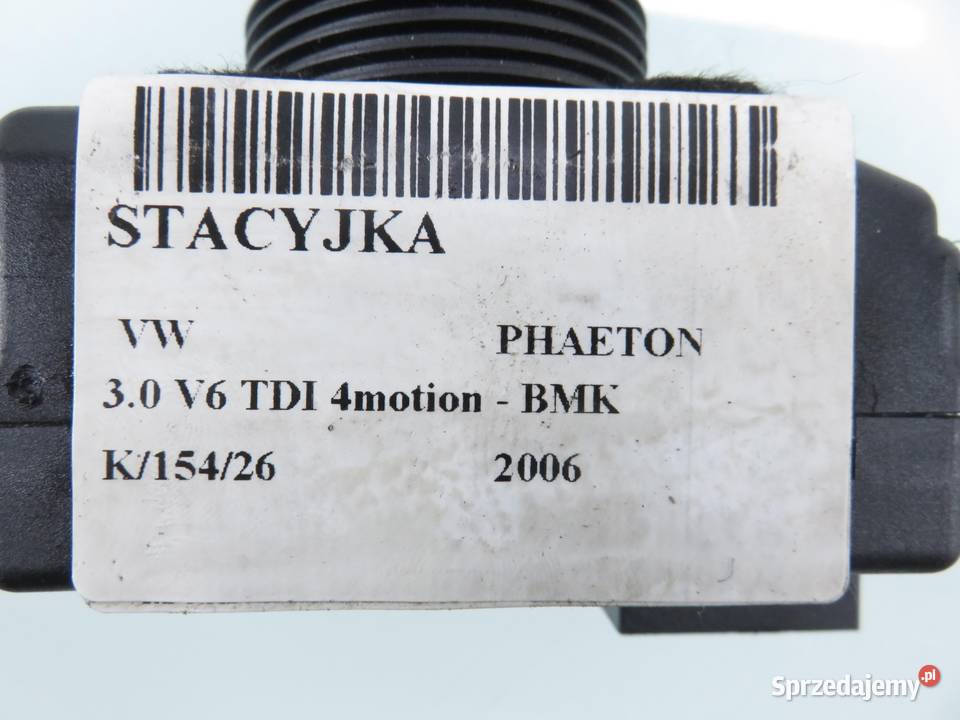 STACYJKA
VW PHAETON
3.0 V6 TDI 4motion - BMK
K/154/26 2006
Sprzedajemy.pl